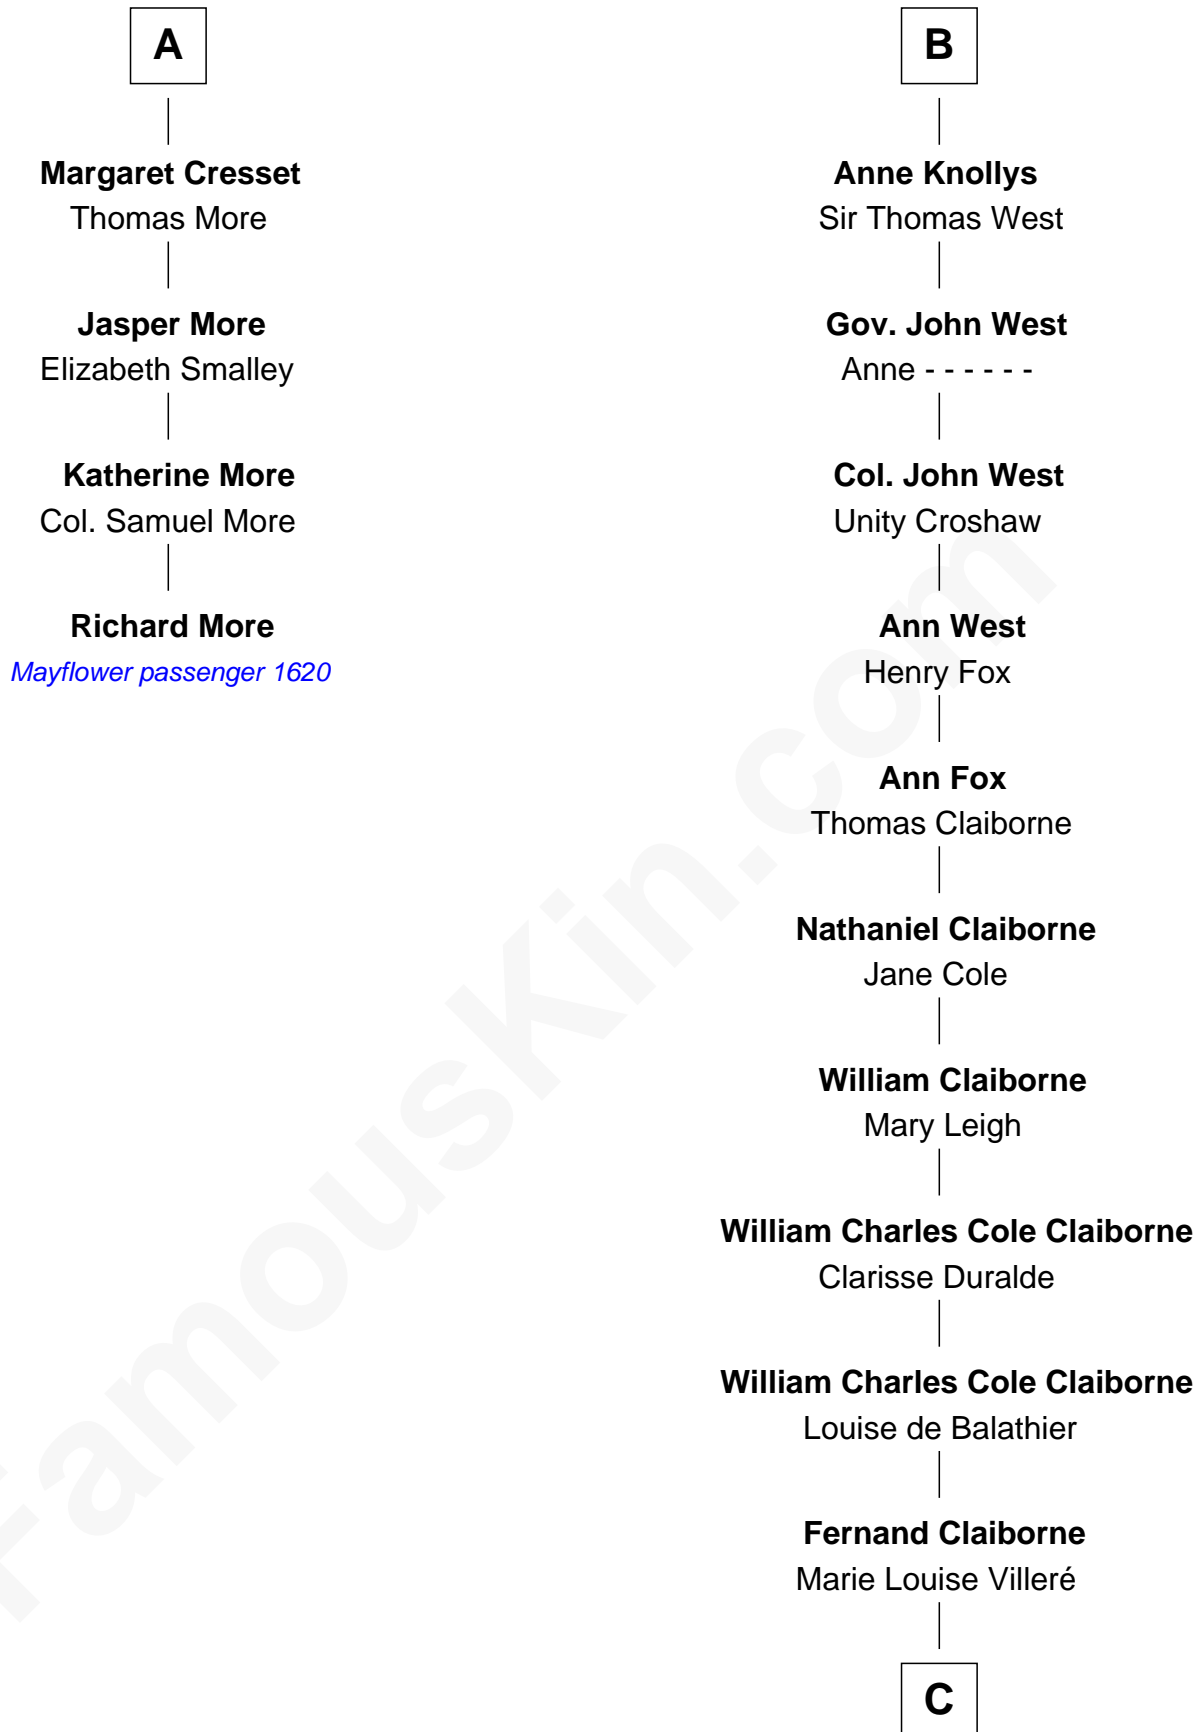 A
Margaret Cresset
Thomas More
Jasper More
Elizabeth Smalley
Katherine More
Col. Samuel More
Richard More
Mayflower passenger 1620
B
Anne Knollys
Sir Thomas West
Gov. John West
Anne - - - - - -
Col. John West
Unity Croshaw
Ann West
Henry Fox
Ann Fox
Thomas Claiborne
Nathaniel Claiborne
Jane Cole
William Claiborne
Mary Leigh
William Charles Cole Claiborne
Clarisse Duralde
William Charles Cole Claiborne
Louise de Balathier
Fernand Claiborne
Marie Louise Villeré
C
FamousKin.com